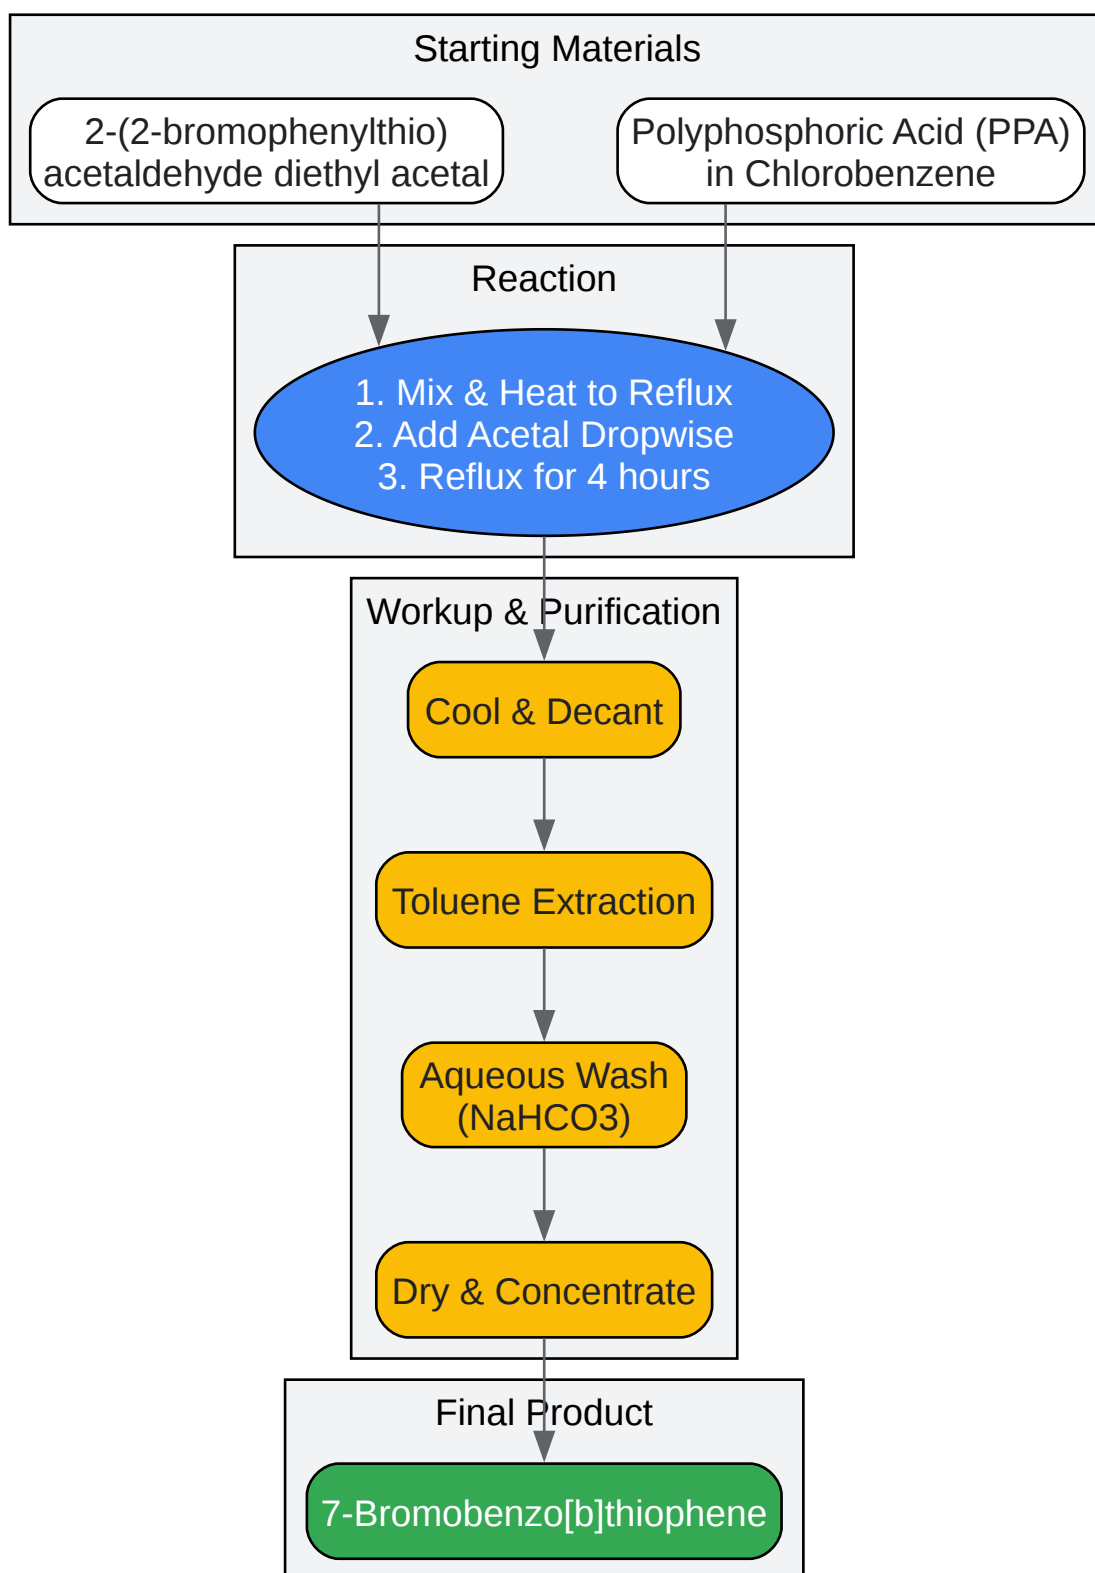 Starting Materials
2-(2-bromophenylthio)
acetaldehyde diethyl acetal
Polyphosphoric Acid (PPA)
in Chlorobenzene
Reaction
1. Mix & Heat to Reflux
2. Add Acetal Dropwise
3. Reflux for 4 hours
Workup & Purification
Cool & Decant
Toluene Extraction
Aqueous Wash
(NaHCO3)
Dry & Concentrate
Final Product
7-Bromobenzo[b]thiophene